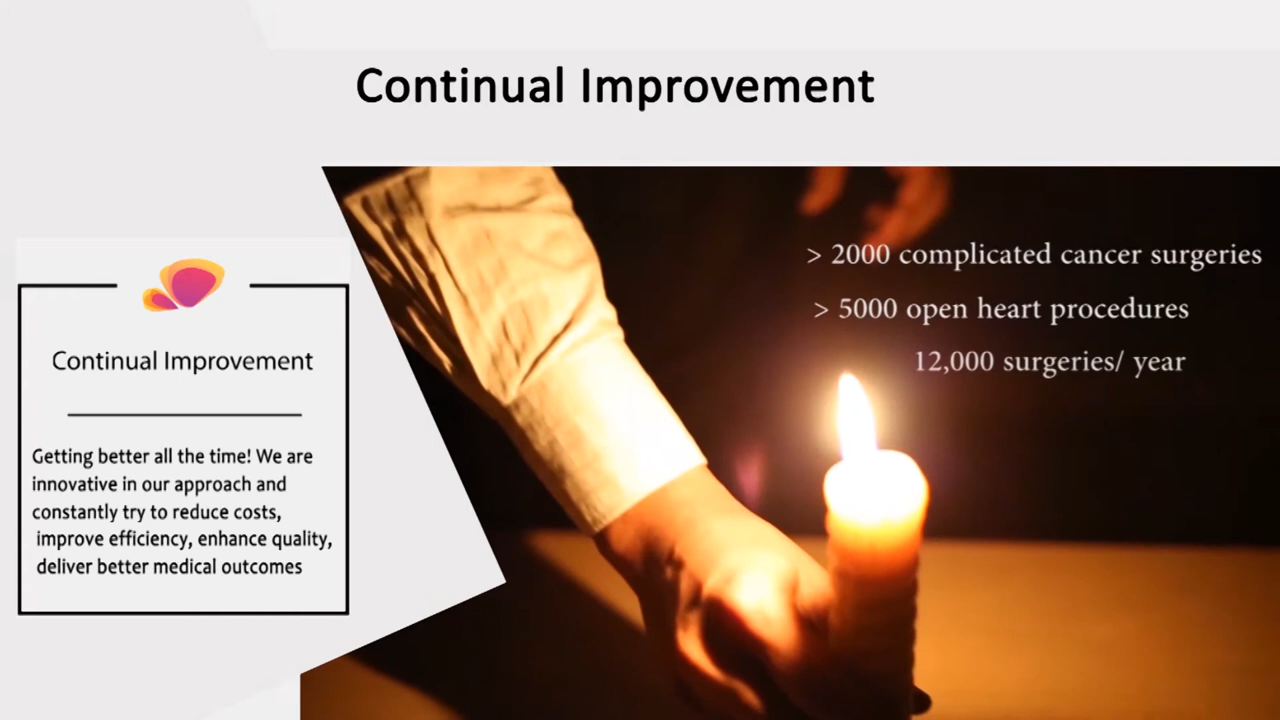 Continual Improvement
Continual Improvement
Getting better all the time! We are
innovative in our approach and
constantly try to reduce costs,
improve efficiency, enhance quality,
deliver better medical outcomes
> 2000 complicated cancer surgeries
> 5000 open heart procedures
12,000 surgeries/ year